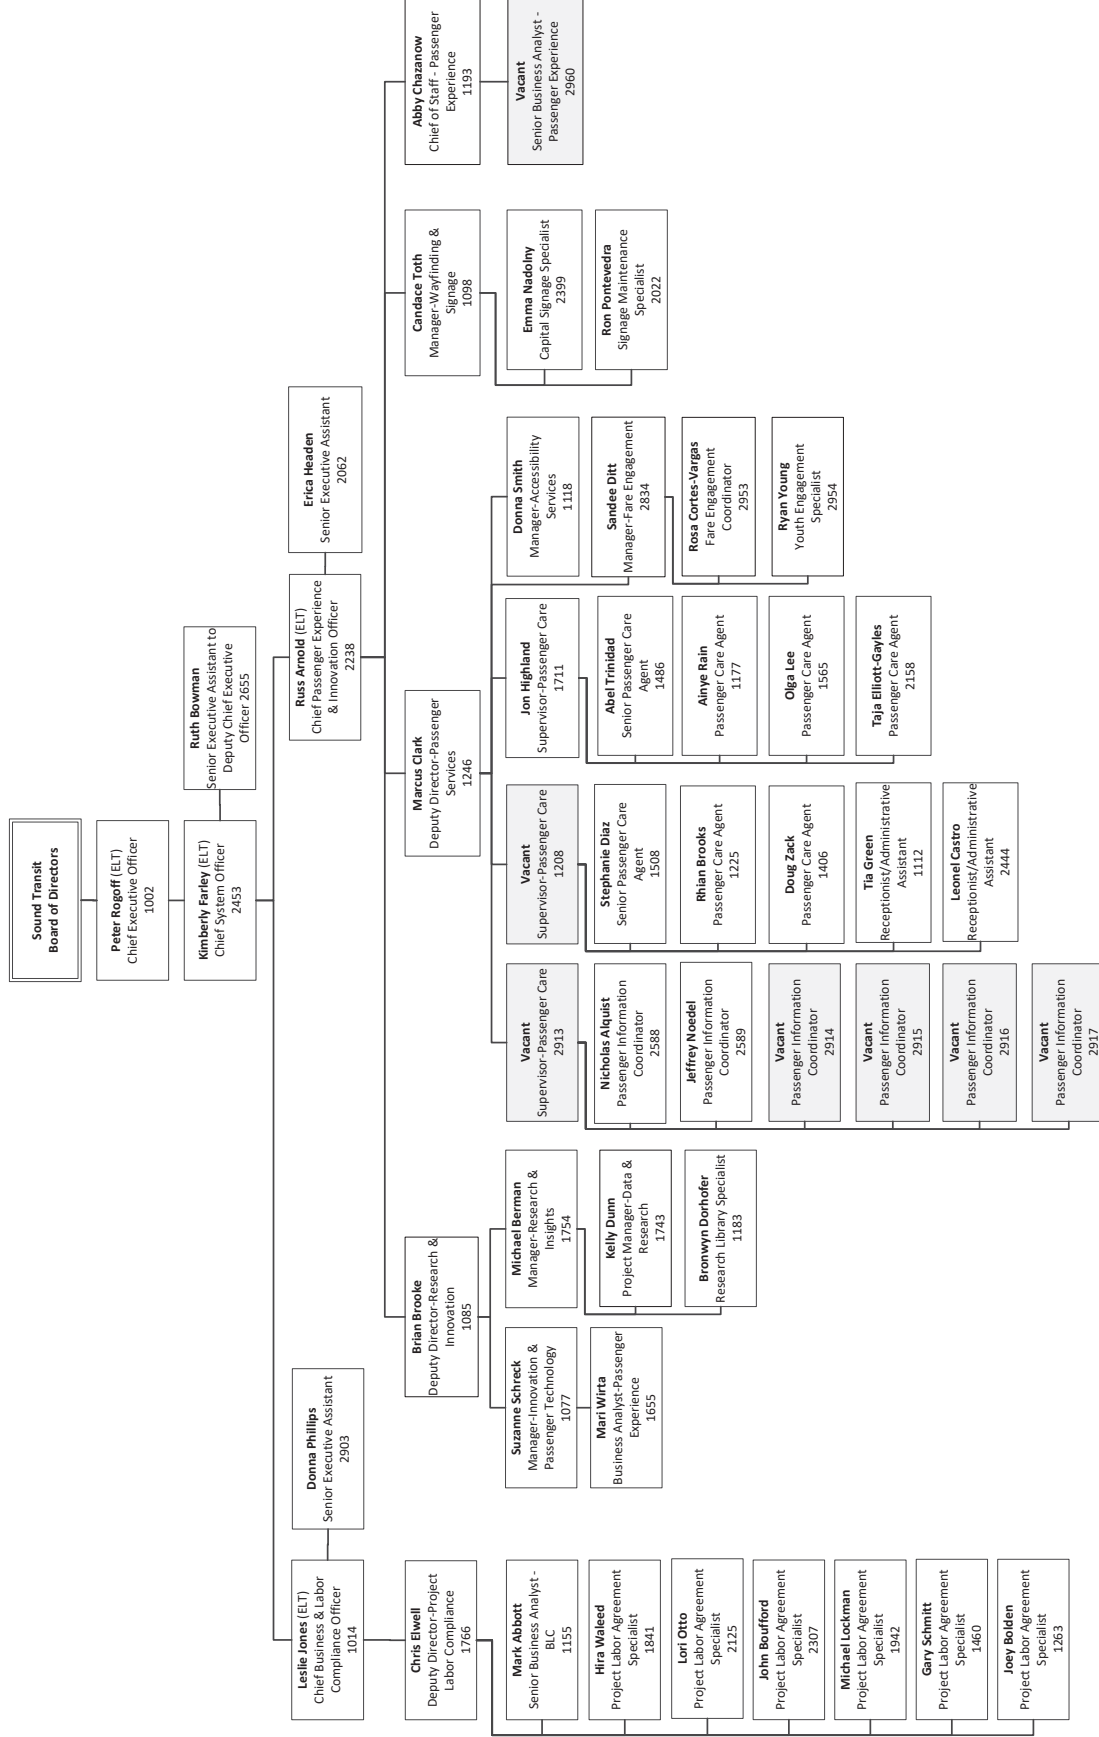 Sound Transit
Board of Directors
Peter Rogoff (ELT)
Chief Executive Officer
1002
Kimberly Farley (ELT)
Chief System Officer
2453
Ruth Bowman
Senior Executive Assistant to
Deputy Chief Executive
Officer 2655
Leslie Jones (ELT)
Chief Business & Labor
Compliance Officer
1014
Donna Phillips
Senior Executive Assistant
2903
Russ Arnold (ELT)
Chief Passenger Experience
& Innovation Officer
2238
Erica Headen
Senior Executive Assistant
2062
Chris Elwell
Deputy Director-Project
Labor Compliance
1766
Mark Abbott
Senior Business Analyst -
BLC
1155
Hira Waleed
Project Labor Agreement
Specialist
1841
Lori Otto
Project Labor Agreement
Specialist
2125
John Boufford
Project Labor Agreement
Specialist
2307
Michael Lockman
Project Labor Agreement
Specialist
1942
Gary Schmitt
Project Labor Agreement
Specialist
1460
Joey Bolden
Project Labor Agreement
Specialist
1263
Brian Brooke
Deputy Director-Research &
Innovation
1085
Suzanne Schreck
Manager-Innovation &
Passenger Technology
1077
Mari Wirta
Business Analyst-Passenger
Experience
1655
Michael Berman
Manager-Research &
Insights
1754
Kelly Dunn
Project Manager-Data &
Research
1743
Bronwyn Dorhofer
Research Library Specialist
1183
Marcus Clark
Deputy Director-Passenger
Services
1246
Vacant
Supervisor-Passenger Care
2913
Nicholas Alquist
Passenger Information
Coordinator
2588
Jeffrey Noedel
Passenger Information
Coordinator
2589
Vacant
Passenger Information
Coordinator
2914
Vacant
Passenger Information
Coordinator
2915
Vacant
Passenger Information
Coordinator
2916
Vacant
Passenger Information
Coordinator
2917
Vacant
Supervisor-Passenger Care
1208
Stephanie Diaz
Senior Passenger Care
Agent
1508
Rhian Brooks
Passenger Care Agent
1225
Doug Zack
Passenger Care Agent
1406
Tia Green
Receptionist/Administrative
Assistant
1112
Leonel Castro
Receptionist/Administrative
Assistant
2444
Jon Highland
Supervisor-Passenger Care
1711
Abel Trinidad
Senior Passenger Care
Agent
1486
Ainye Rain
Passenger Care Agent
1177
Olga Lee
Passenger Care Agent
1565
Taja Elliott-Gayles
Passenger Care Agent
2158
Donna Smith
Manager-Accessibility
Services
1118
Sandee Ditt
Manager-Fare Engagement
2834
Rosa Cortes-Vargas
Fare Engagement
Coordinator
2953
Ryan Young
Youth Engagement
Specialist
2954
Candace Toth
Manager-Wayfinding &
Signage
1098
Emma Nadolny
Capital Signage Specialist
2399
Ron Pontevedra
Signage Maintenance
Specialist
2022
Abby Chazanow
Chief of Staff - Passenger
Experience
1193
Vacant
Senior Business Analyst -
Passenger Experience
2960